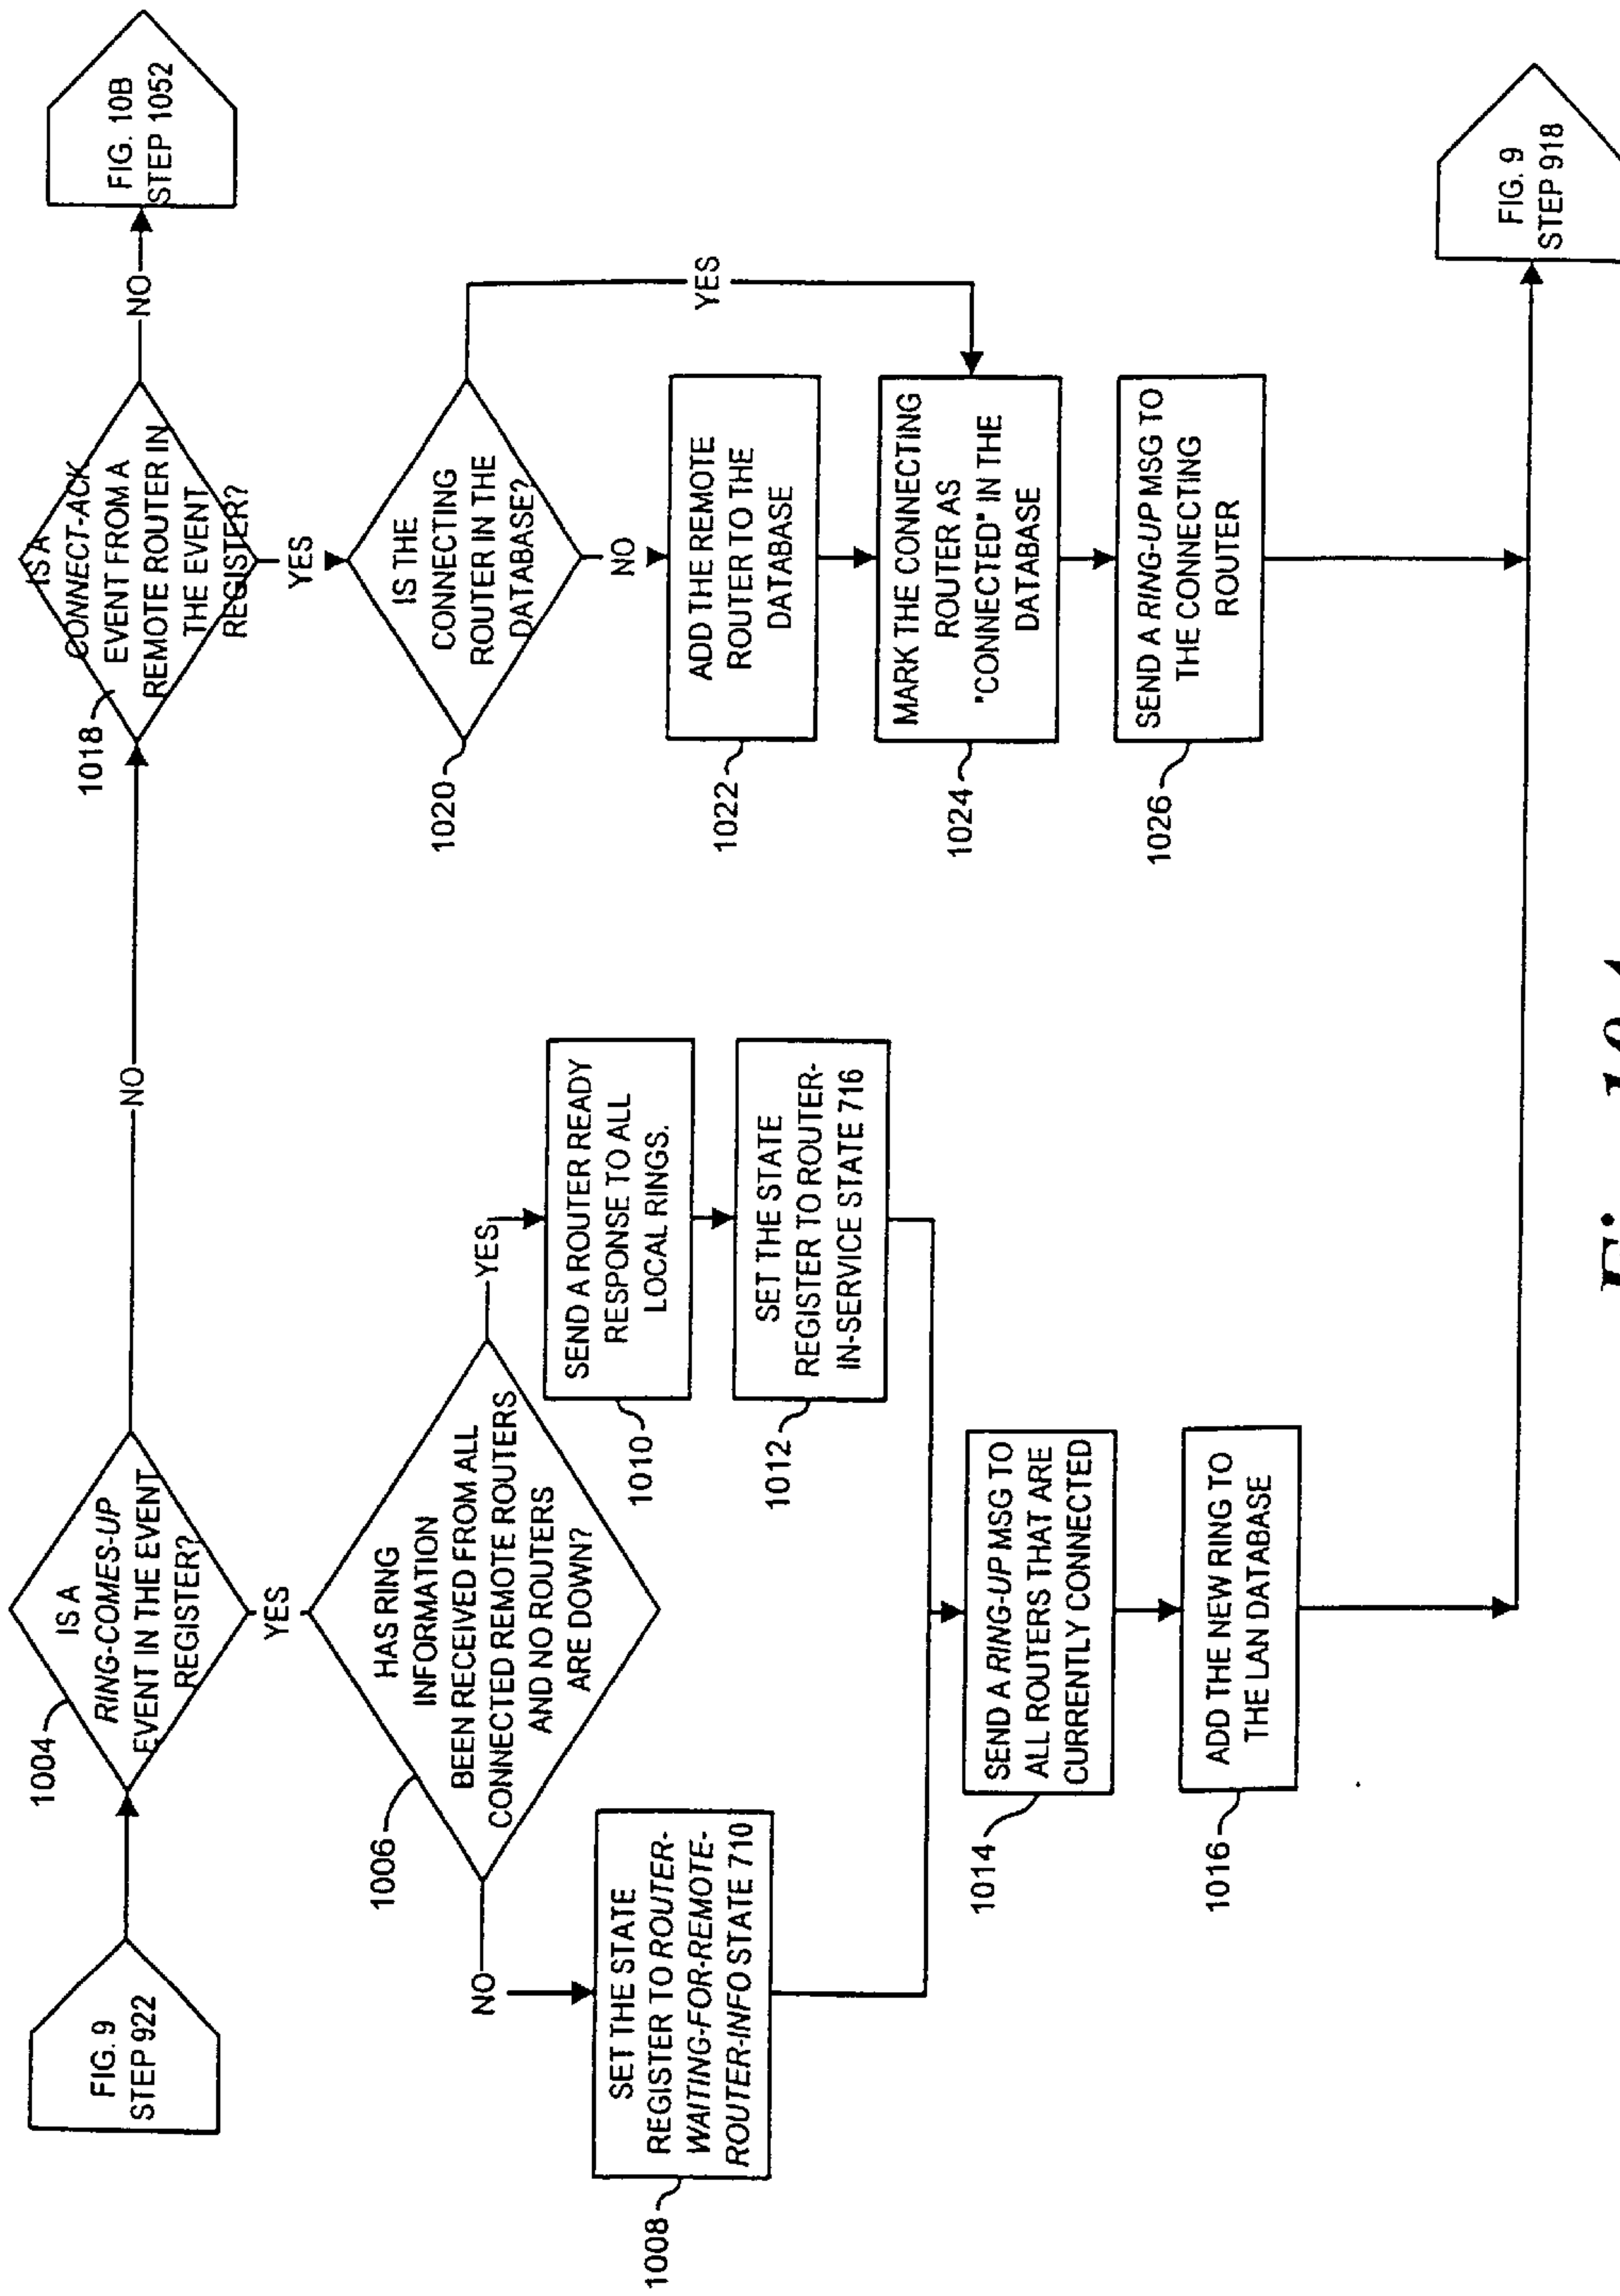 FIG. 9
STEP 922
1004
IS A
RING-COMES-UP
EVENT IN THE EVENT
REGISTER?
NO
1018
IS A
CONNECT-ACK
EVENT FROM A
REMOTE ROUTER IN
THE EVENT
REGISTER?
NO
FIG. 10B
STEP 1052
YES
1006
HAS RING
INFORMATION
BEEN RECEIVED FROM ALL
CONNECTED REMOTE ROUTERS
AND NO ROUTERS
ARE DOWN?
NO
YES
1008
SET THE STATE
REGISTER TO ROUTER-
WAITING-FOR-REMOTE-
ROUTER-INFO STATE 710
1010
SEND A ROUTER READY
RESPONSE TO ALL
LOCAL RINGS.
1012
SET THE STATE
REGISTER TO ROUTER-
IN-SERVICE STATE 716
1014
SEND A RING-UP MSG TO
ALL ROUTERS THAT ARE
CURRENTLY CONNECTED
1016
ADD THE NEW RING TO
THE LAN DATABASE
YES
1020
IS THE
CONNECTING
ROUTER IN THE
DATABASE?
YES
NO
1022
ADD THE REMOTE
ROUTER TO THE
DATABASE
1024
MARK THE CONNECTING
ROUTER AS
"CONNECTED" IN THE
DATABASE
1026
SEND A RING-UP MSG TO
THE CONNECTING
ROUTER
FIG. 9
STEP 918